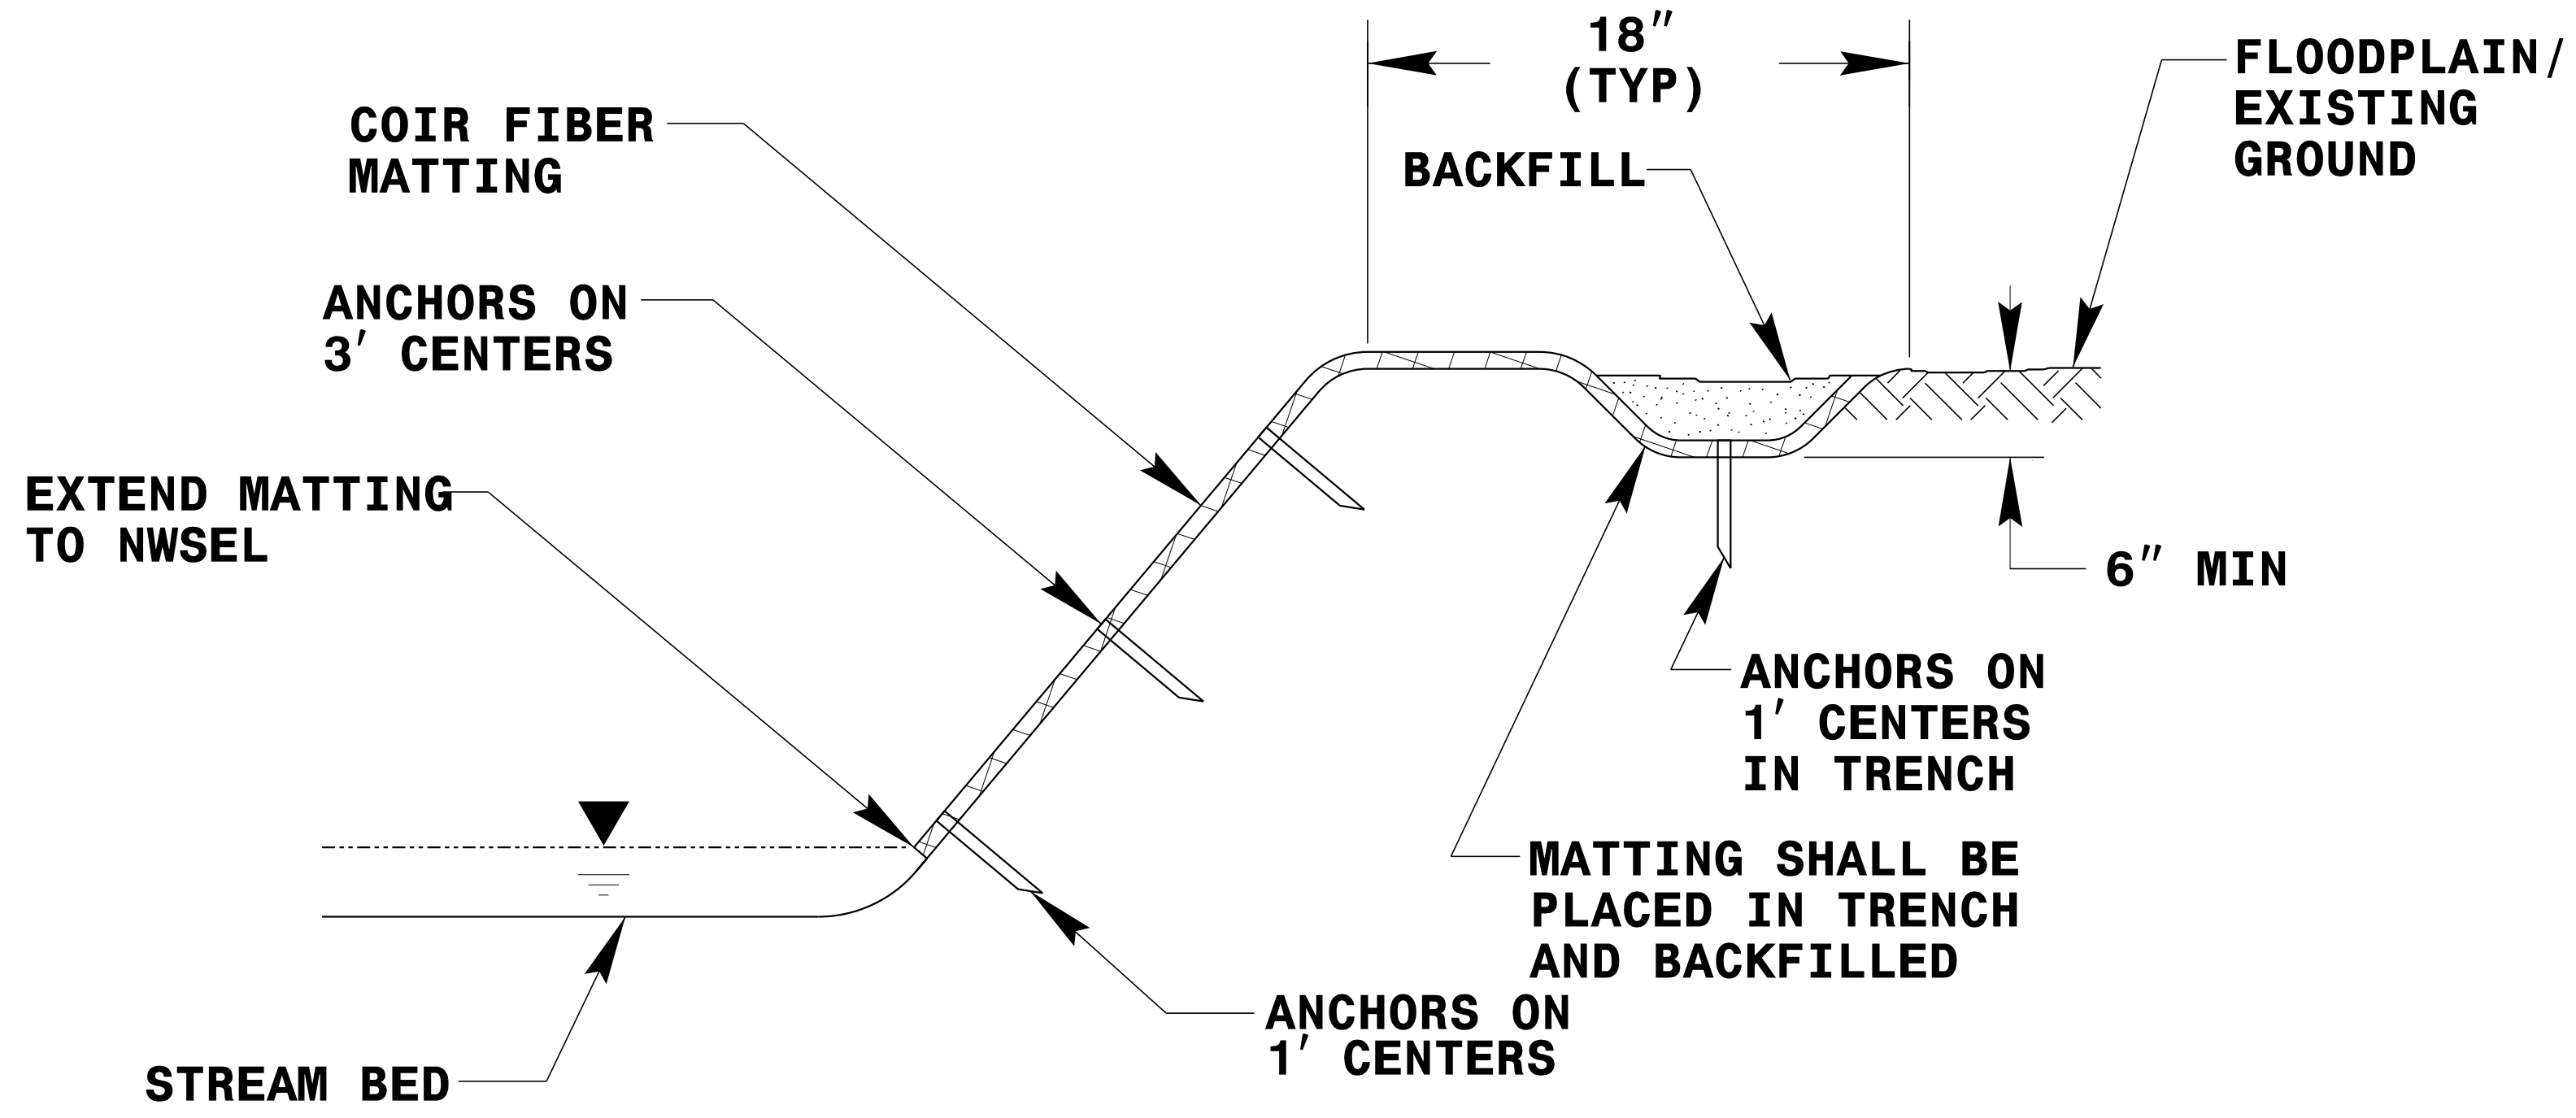 18"
(TYP)
FLOODPLAIN/
EXISTING
GROUND
COIR FIBER
MATTING
BACKFILL
ANCHORS ON
3' CENTERS
EXTEND MATTING
TO NWSEL
6" MIN
ANCHORS ON
1' CENTERS
IN TRENCH
MATTING SHALL BE
PLACED IN TRENCH
AND BACKFILLED
ANCHORS ON
1' CENTERS
STREAM BED